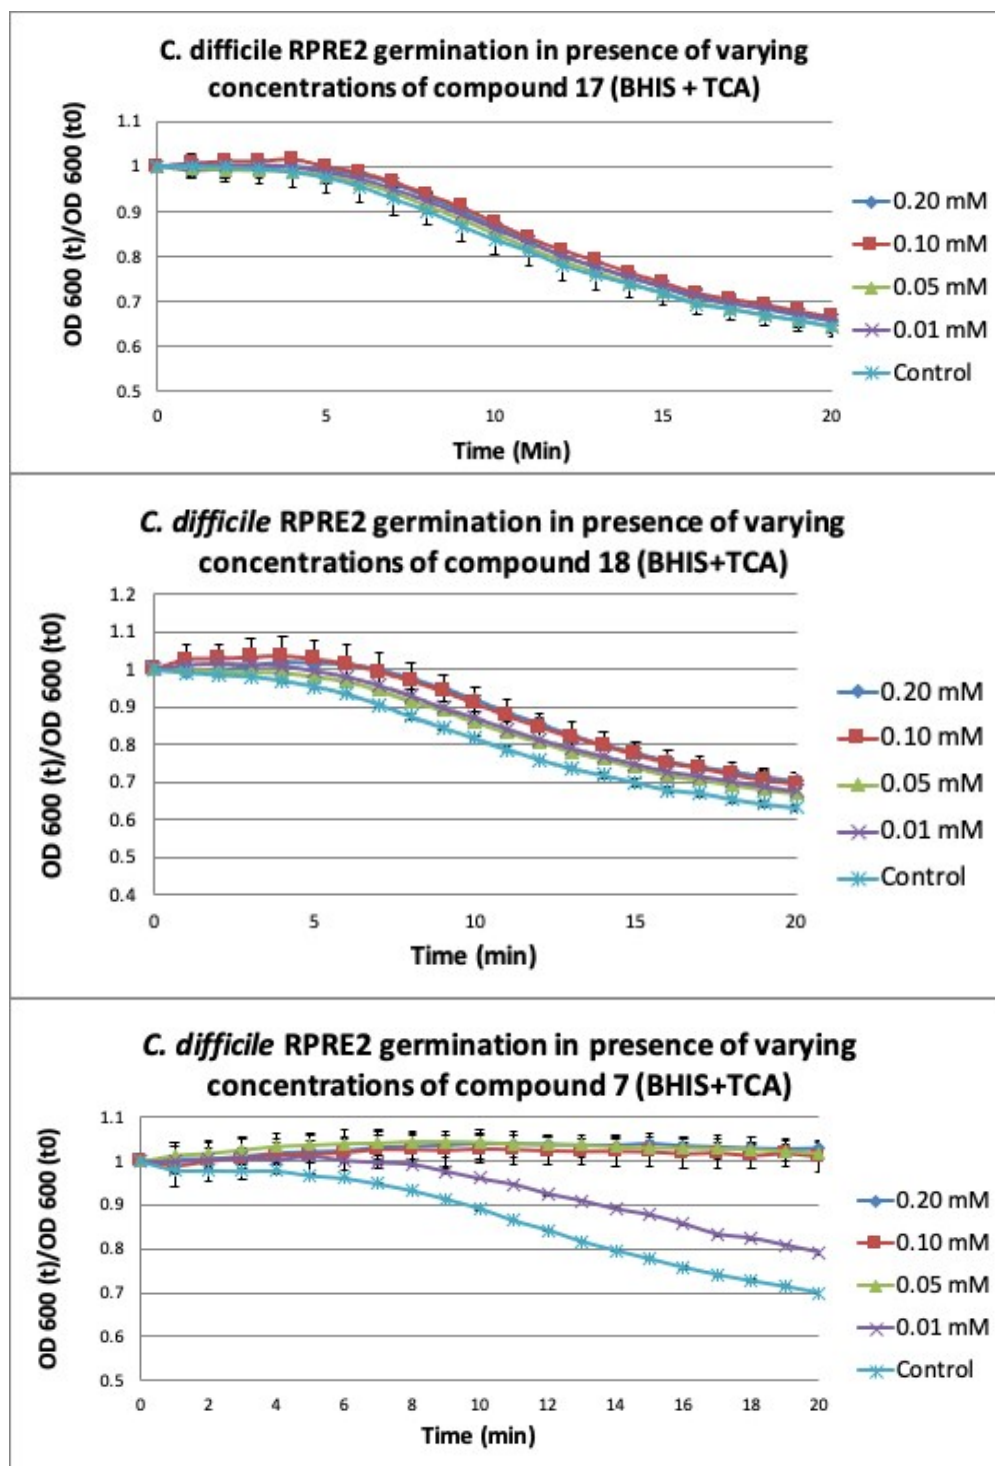 C. difficile RPRE2 germination in presence of varying
concentrations of compound 17 (BHIS + TCA)
OD 600 (t)/OD 600 (t0)
1.1
1
0.9
0.8
0.7
0.6
0.5
0 5 10 15 20
Time (Min)
0.20 mM
0.10 mM
0.05 mM
0.01 mM
Control
C. difficile RPRE2 germination in presence of varying
concentrations of compound 18 (BHIS+TCA)
OD 600 (t)/OD 600 (t0)
1.2
1.1
1
0.9
0.8
0.7
0.6
0.5
0.4
0 5 10 15 20
Time (min)
0.20 mM
0.10 mM
0.05 mM
0.01 mM
Control
C. difficile RPRE2 germination in presence of varying
concentrations of compound 7 (BHIS+TCA)
OD 600 (t)/OD 600 (t0)
1.1
1
0.9
0.8
0.7
0.6
0.5
0 2 4 6 8 10 12 14 16 18 20
Time (min)
0.20 mM
0.10 mM
0.05 mM
0.01 mM
Control